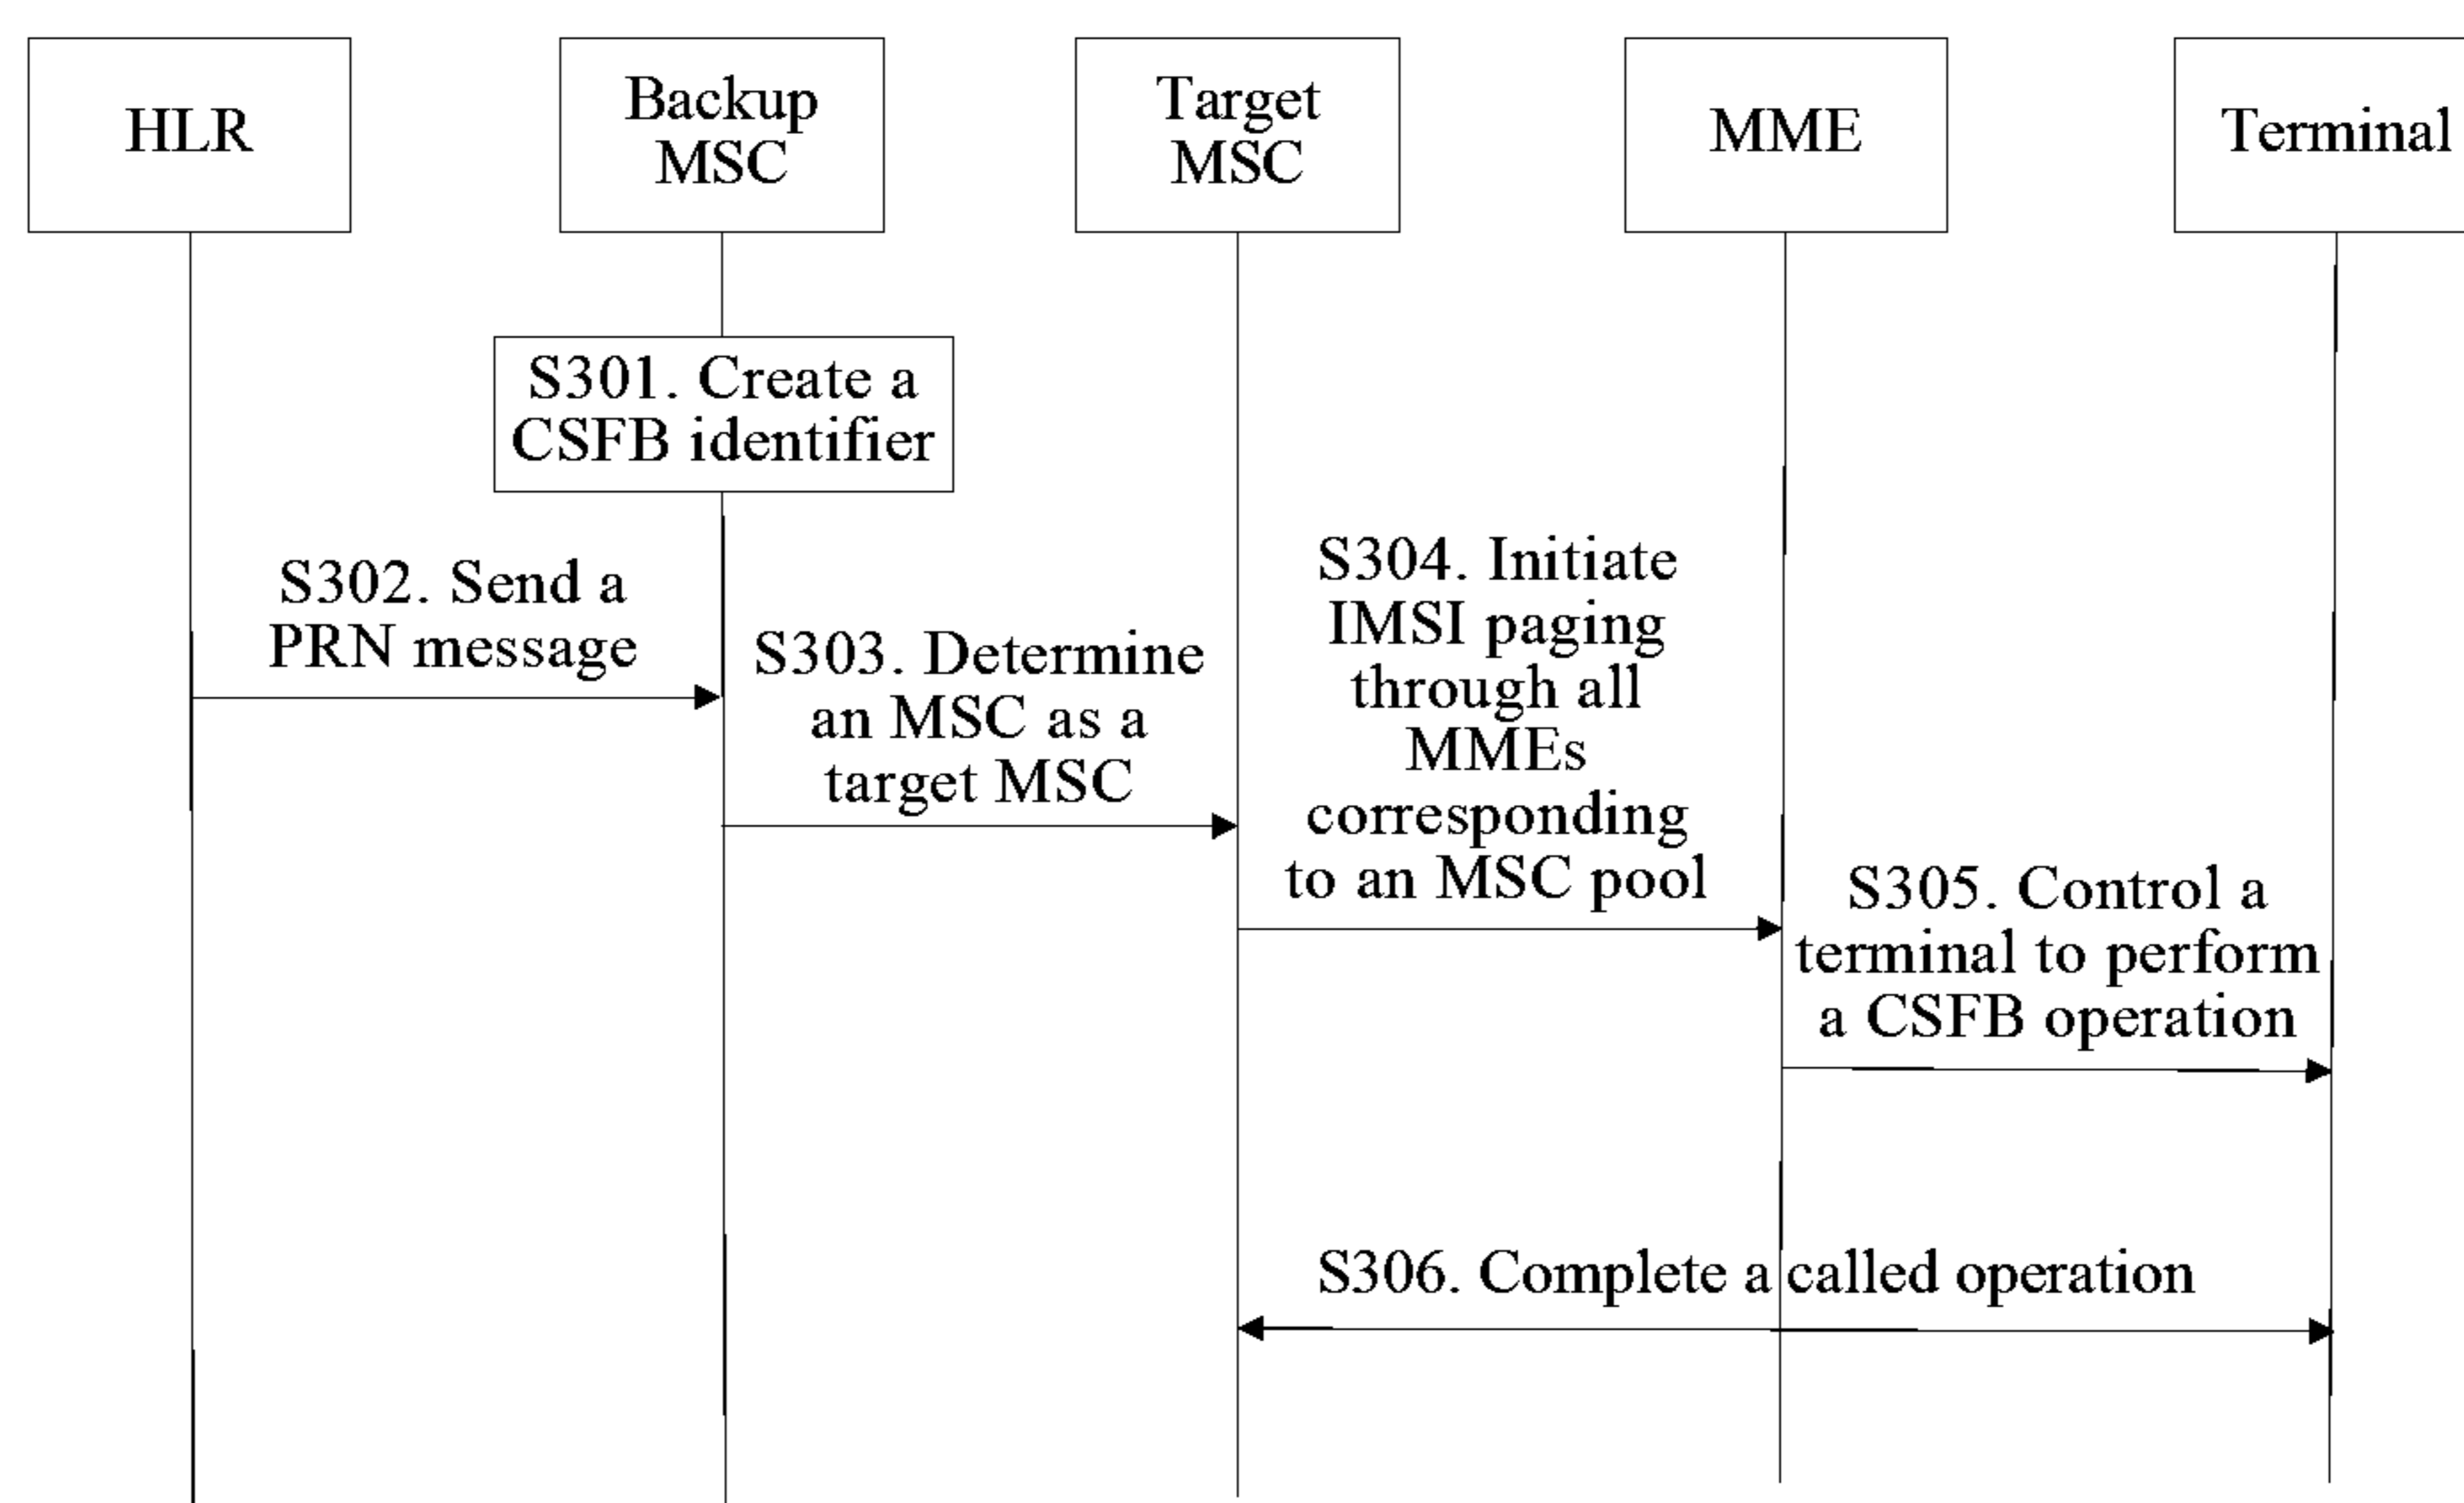 HLR
Backup
MSC
Target
MSC
MME
Terminal
S301. Create a
CSFB identifier
S302. Send a
PRN message
S303. Determine
an MSC as a
target MSC
S304. Initiate
IMSI paging
through all
MMEs
corresponding
to an MSC pool
S305. Control a
terminal to perform
a CSFB operation
S306. Complete a called operation